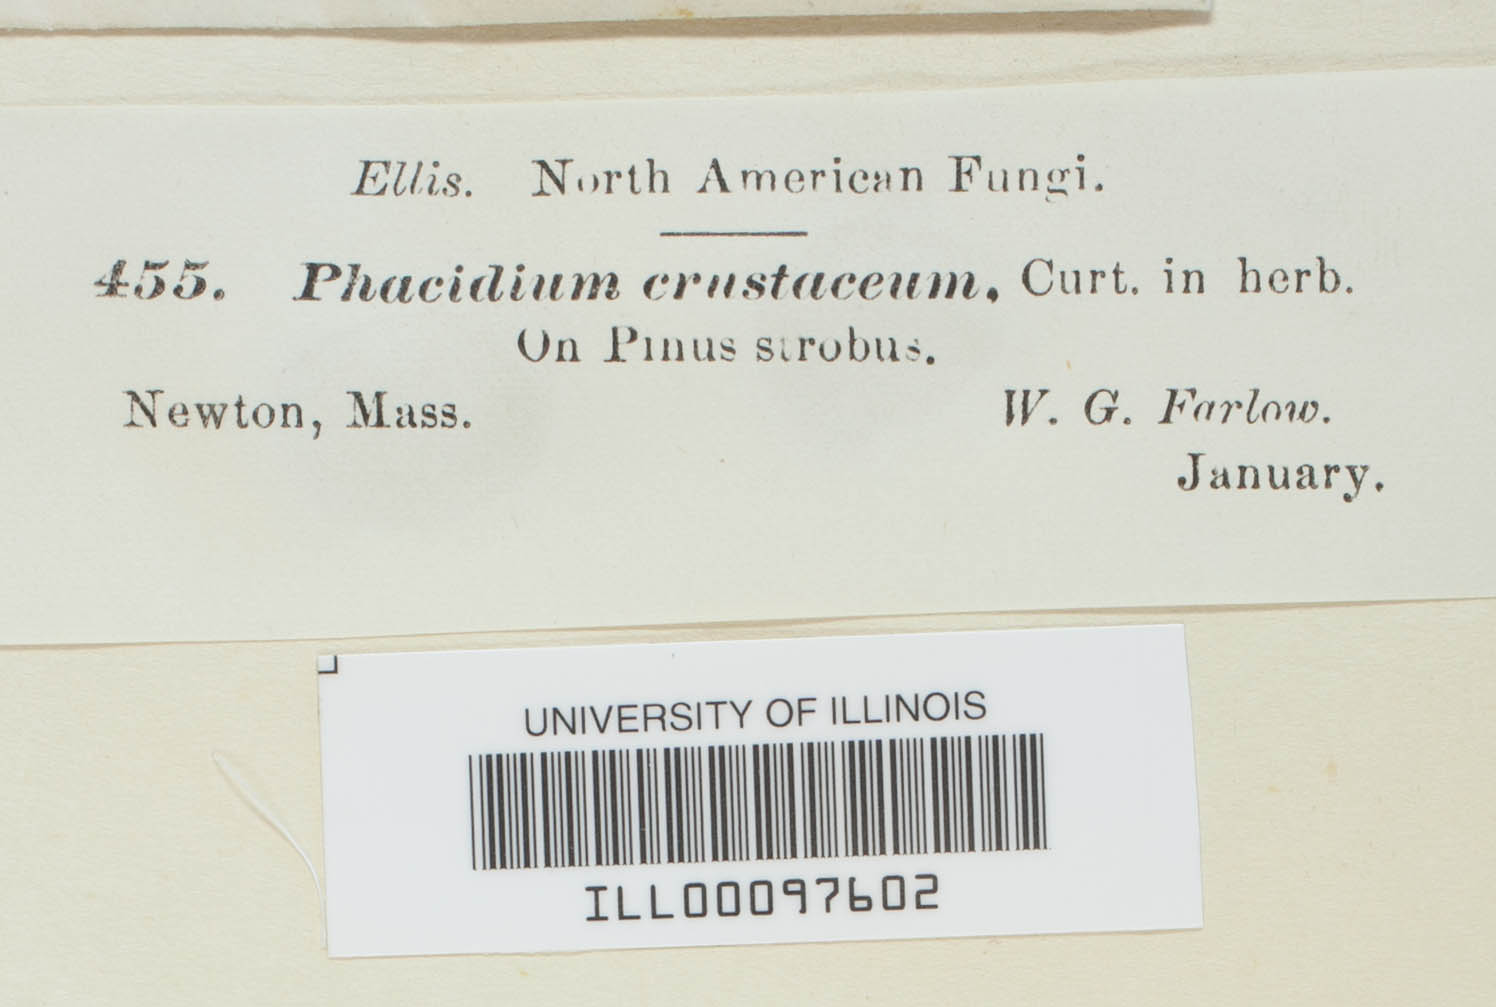 Ellis. North American Fungi.
455. Phacidium crustaceum, Curt. in herb.
On Pinus strobus.
Newton, Mass. W. G. Farlow.
January.
UNIVERSITY OF ILLINOIS
ILL00097602